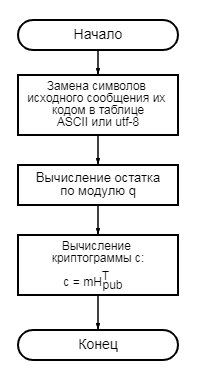 Начало
Замена символов
исходного сообщения их
кодом в таблице
ASCII или utf-8
Вычисление остатка
по модулю q
Вычисление
криптограммы c:
c = mH^T_pub
Конец